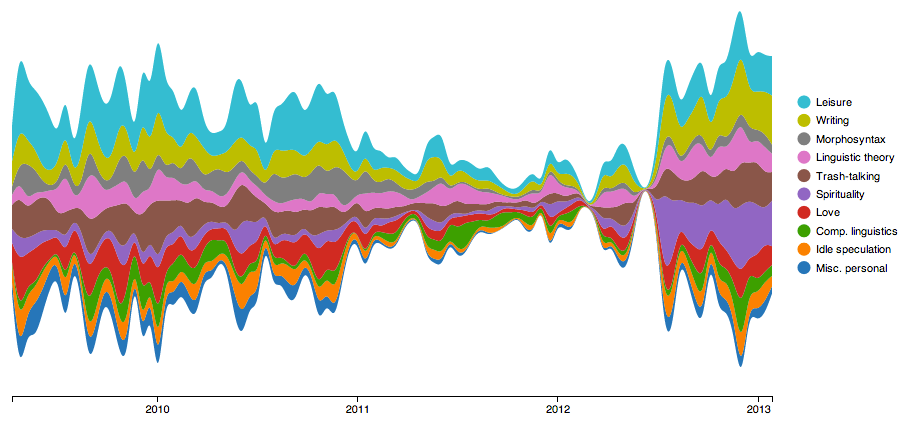 Leisure
Writing
Morphosyntax
Linguistic theory
Trash-talking
Spirituality
Love
Comp. linguistics
Idle speculation
Misc. personal
2010 2011 2012 2013